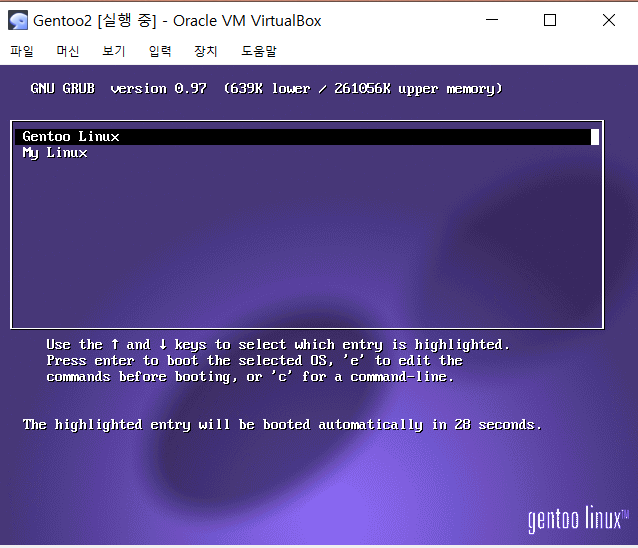 Gentoo2 [실행 중] - Oracle VM VirtualBox
파일 머신 보기 입력 장치 도움말
GNU GRUB version 0.97 (639K lower / 261056K upper memory)
Gentoo Linux
My Linux
Use the ↑ and ↓ keys to select which entry is highlighted.
Press enter to boot the selected OS, 'e' to edit the
commands before booting, or 'c' for a command-line.
The highlighted entry will be booted automatically in 28 seconds.
gentoo linux™